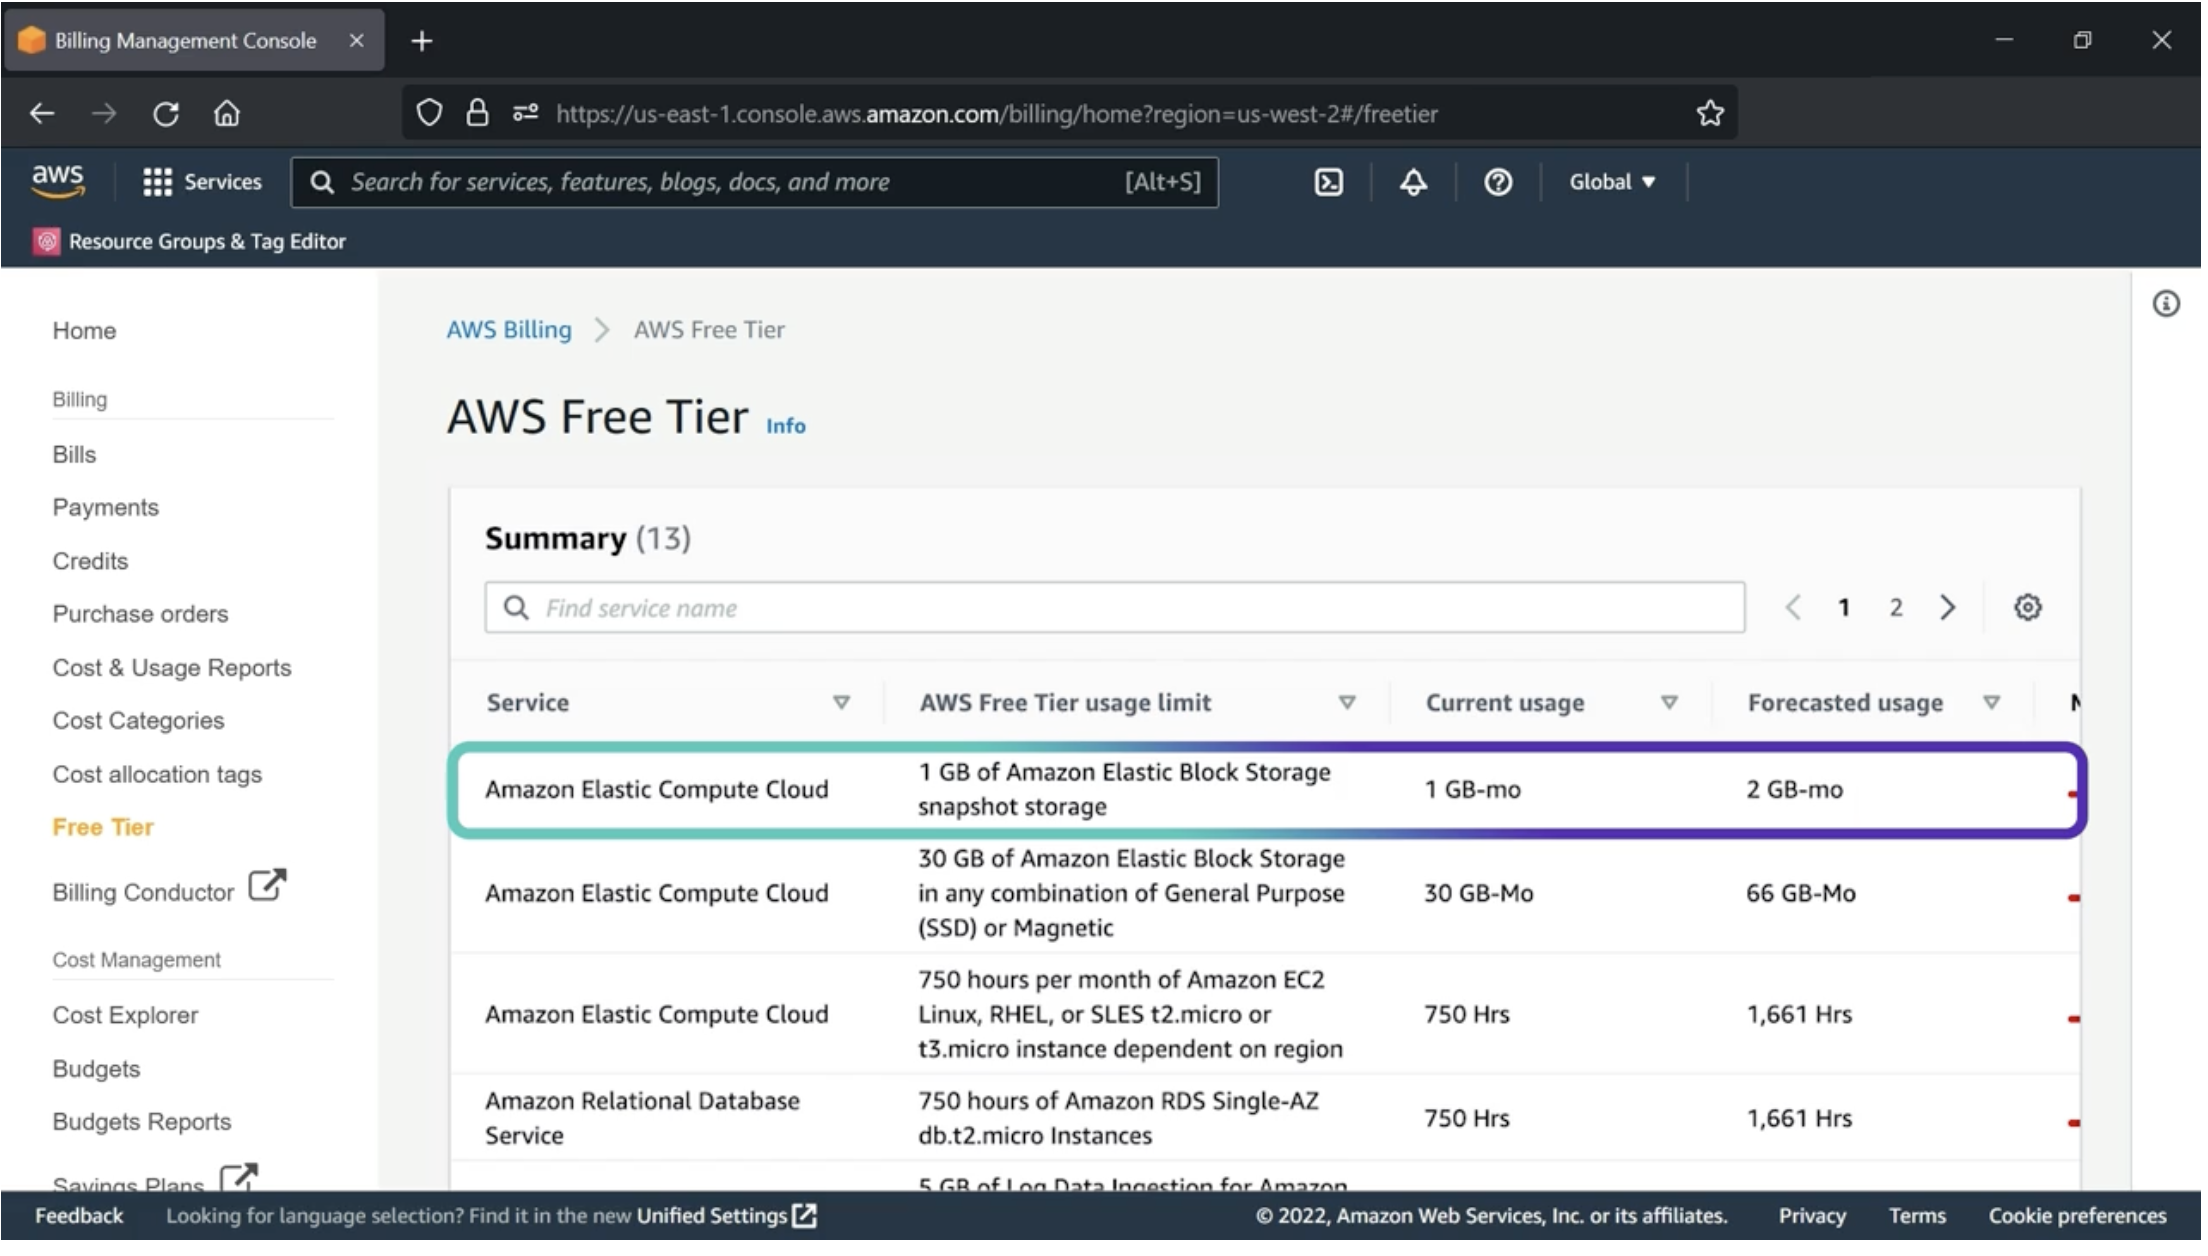 Billing Management Console
https://us-east-1.console.aws.amazon.com/billing/home?region=us-west-2#/freetier
aws
Services
Search for services, features, blogs, docs, and more
[Alt+S]
Global
Resource Groups & Tag Editor
Home
Billing
Bills
Payments
Credits
Purchase orders
Cost & Usage Reports
Cost Categories
Cost allocation tags
Free Tier
Billing Conductor
Cost Management
Cost Explorer
Budgets
Budgets Reports
Savings Plans
AWS Billing > AWS Free Tier
AWS Free Tier Info
Summary (13)
Find service name
1 2
Service AWS Free Tier usage limit Current usage Forecasted usage
Amazon Elastic Compute Cloud
1 GB of Amazon Elastic Block Storage
snapshot storage
1 GB-mo
2 GB-mo
Amazon Elastic Compute Cloud
30 GB of Amazon Elastic Block Storage
in any combination of General Purpose
(SSD) or Magnetic
30 GB-Mo
66 GB-Mo
Amazon Elastic Compute Cloud
750 hours per month of Amazon EC2
Linux, RHEL, or SLES t2.micro or
t3.micro instance dependent on region
750 Hrs
1,661 Hrs
Amazon Relational Database
Service
750 hours of Amazon RDS Single-AZ
db.t2.micro Instances
750 Hrs
1,661 Hrs
5 GB of Log Data Ingestion for Amazon
Feedback
Looking for language selection? Find it in the new Unified Settings
© 2022, Amazon Web Services, Inc. or its affiliates.
Privacy
Terms
Cookie preferences